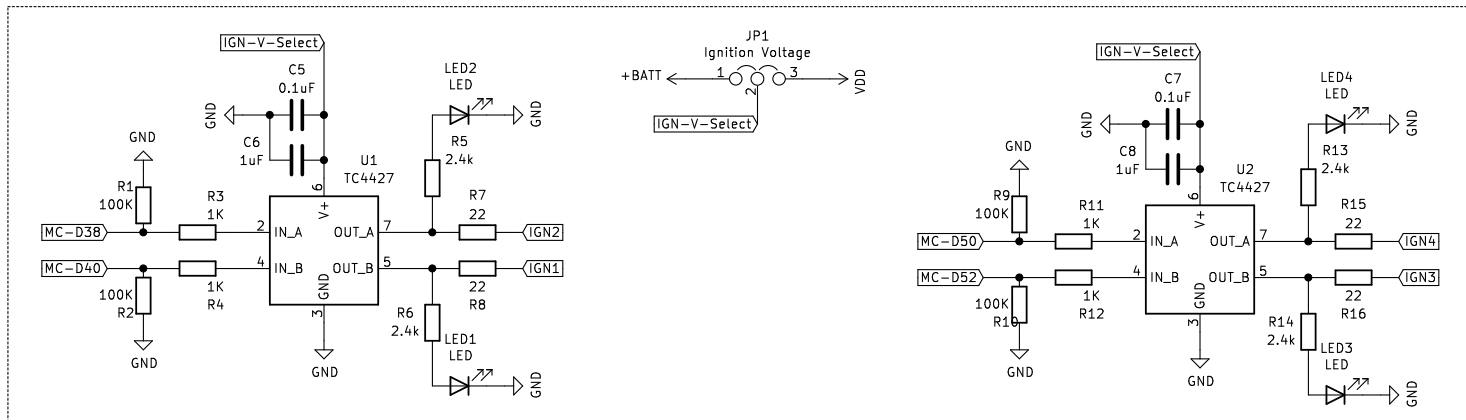 IGN-V-Select
C5
0.1uF
GND
C6
1uF
LED2
LED
GND
R5
2.4k
U1
TC4427
GND
R1
100K
R3
1K
6
V+
R7
22
MC-D38
2
IN_A
OUT_A
7
IGN2
MC-D40
4
IN_B
OUT_B
5
IGN1
100K
R2
1K
R4
GND
3
22
R8
R6
2.4k
GND
GND
LED1
LED
GND
JP1
Ignition Voltage
+BATT
1
2
3
VDD
IGN-V-Select
IGN-V-Select
C7
0.1uF
GND
C8
1uF
LED4
LED
GND
R13
2.4k
U2
TC4427
GND
R9
100K
R11
1K
6
V+
R15
22
MC-D50
2
IN_A
OUT_A
7
IGN4
MC-D52
4
IN_B
OUT_B
5
IGN3
100K
R10
1K
R12
GND
3
22
R16
R14
2.4k
GND
GND
LED3
LED
GND